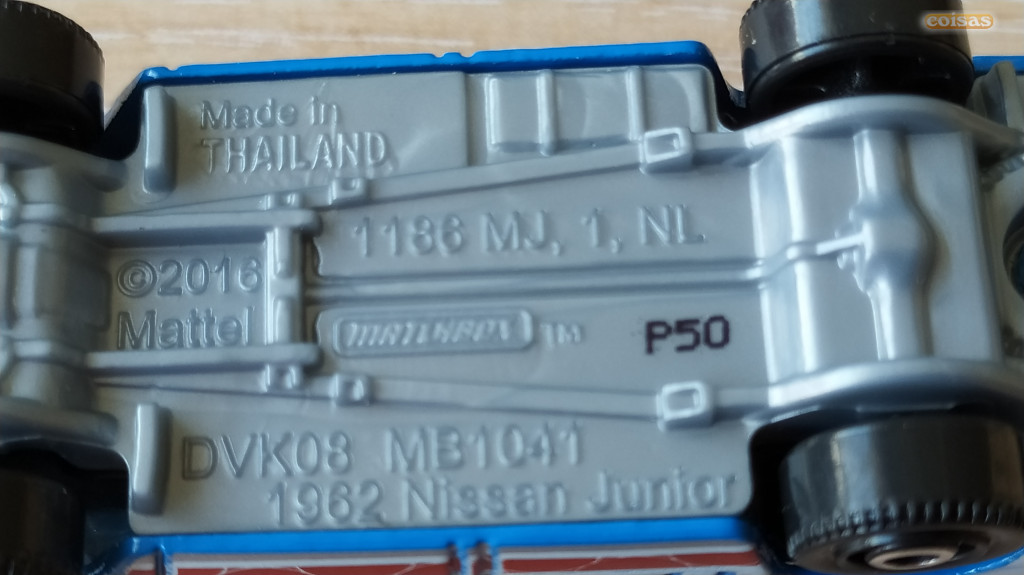 coisas
Made in
THAILAND
1186 MJ, 1, NL
©2016
Mattel
MATCHBOX ™
P50
DVK08 MB1041
1962 Nissan Junior